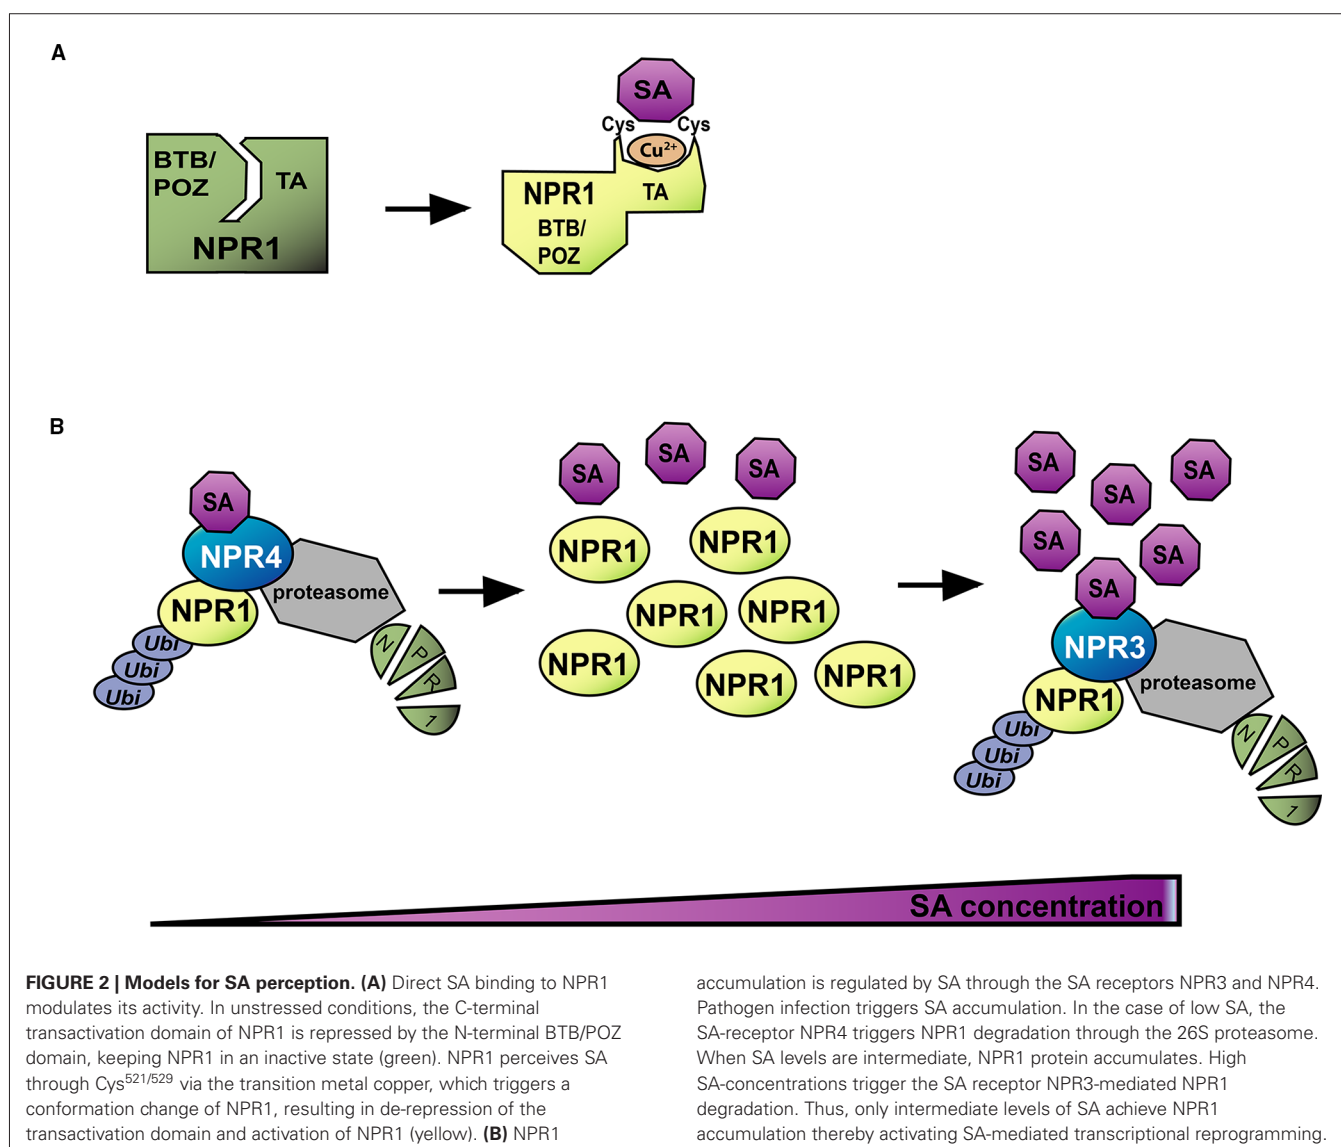 A
SA
Cys
Cys
Cu²⁺
BTB/
POZ
TA
NPR1
NPR1
TA
BTB/
POZ
B
SA
NPR4
proteasome
NPR1
Ubi
Ubi
Ubi
N
P
R
1
SA
SA
SA
NPR1
NPR1
NPR1
NPR1
NPR1
NPR1
NPR1
SA
SA
SA
SA
SA
SA
NPR3
proteasome
NPR1
Ubi
Ubi
Ubi
N
P
R
1
SA concentration
FIGURE 2 | Models for SA perception. (A) Direct SA binding to NPR1
modulates its activity. In unstressed conditions, the C-terminal
transactivation domain of NPR1 is repressed by the N-terminal BTB/POZ
domain, keeping NPR1 in an inactive state (green). NPR1 perceives SA
through Cys⁵²¹ᐟ⁵²⁹ via the transition metal copper, which triggers a
conformation change of NPR1, resulting in de-repression of the
transactivation domain and activation of NPR1 (yellow). (B) NPR1
accumulation is regulated by SA through the SA receptors NPR3 and NPR4.
Pathogen infection triggers SA accumulation. In the case of low SA, the
SA-receptor NPR4 triggers NPR1 degradation through the 26S proteasome.
When SA levels are intermediate, NPR1 protein accumulates. High
SA-concentrations trigger the SA receptor NPR3-mediated NPR1
degradation. Thus, only intermediate levels of SA achieve NPR1
accumulation thereby activating SA-mediated transcriptional reprogramming.